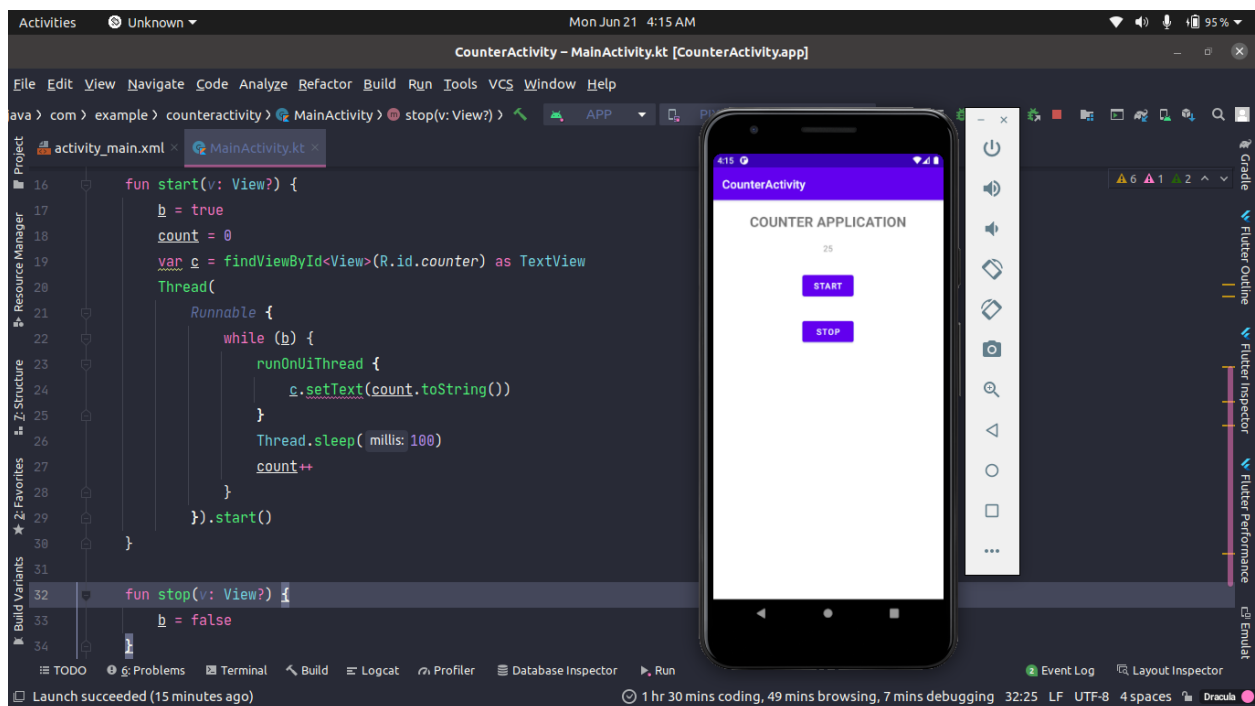 Activities Unknown Mon Jun 21 4:15 AM 95 %
CounterActivity – MainActivity.kt [CounterActivity.app]
File Edit View Navigate Code Analyze Refactor Build Run Tools VCS Window Help
java com example counteractivity MainActivity stop(v: View?) APP
activity_main.xml MainActivity.kt
6 1 2
16 fun start(v: View?) {
17 b = true
18 count = 0
19 var c = findViewById<View>(R.id.counter) as TextView
20 Thread(
21 Runnable {
22 while (b) {
23 runOnUiThread {
24 c.setText(count.toString())
25 }
26 Thread.sleep( millis: 100)
27 count++
28 }
29 }).start()
30 }
31
32 fun stop(v: View?) {
33 b = false
34 }
Project
Resource Manager
7: Structure
2: Favorites
Build Variants
4:15
CounterActivity
COUNTER APPLICATION
25
START
STOP
Gradle
Flutter Outline
Flutter Inspector
Flutter Performance
TODO 6: Problems Terminal Build Logcat Profiler Database Inspector Run 2 Event Log Layout Inspector
Launch succeeded (15 minutes ago) 1 hr 30 mins coding, 49 mins browsing, 7 mins debugging 32:25 LF UTF-8 4 spaces Dracula